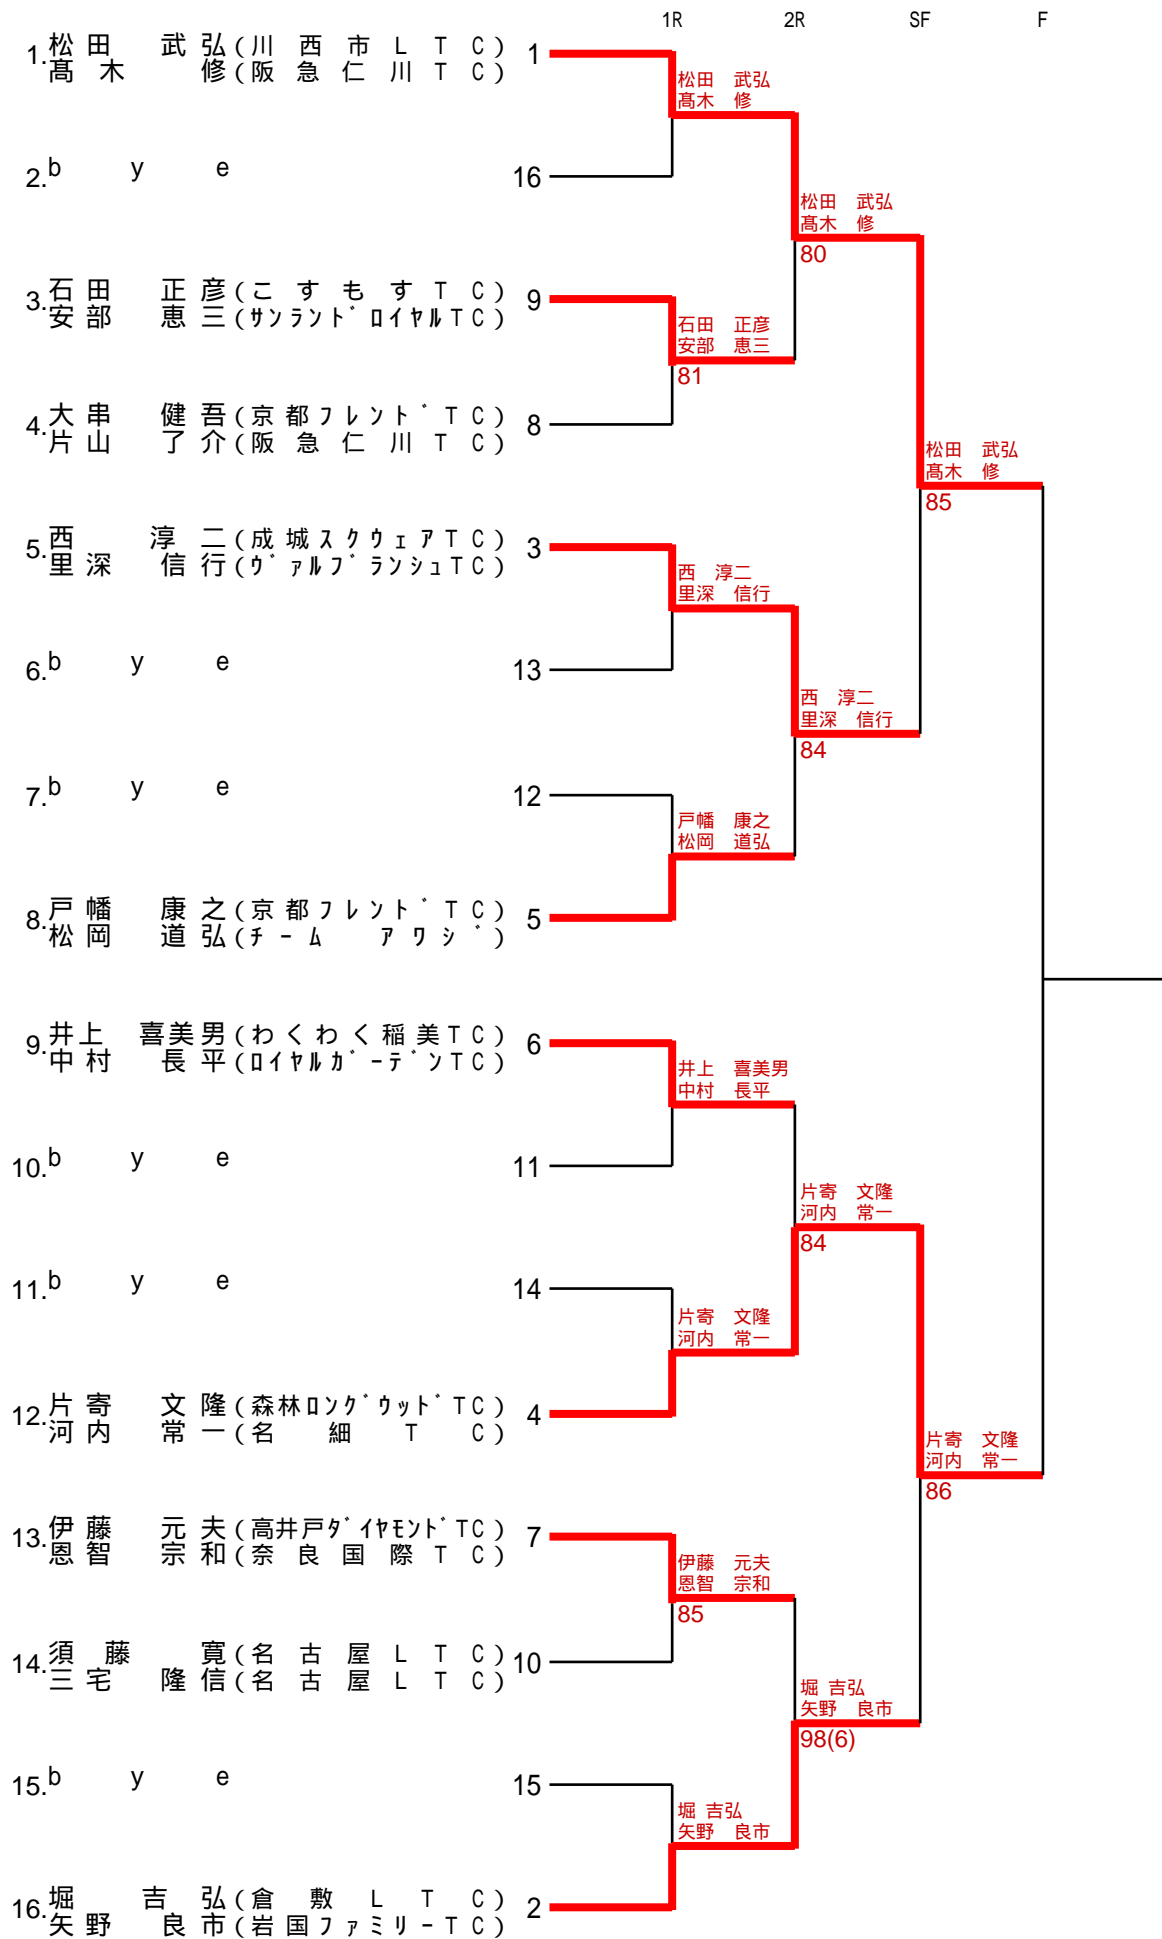 1R 2R SF F
1. 松田 武弘 (川西市LTC) 1
髙木 修 (阪急仁川TC)
松田 武弘
髙木 修
2. bye 16
松田 武弘
髙木 修
80
3. 石田 正彦 (こすもすTC) 9
安部 恵三 (ｻﾝﾗﾝﾄﾞﾛｲﾔﾙTC)
石田 正彦
安部 恵三
81
4. 大串 健吾 (京都ﾌﾚﾝﾄﾞTC) 8
片山 了介 (阪急仁川TC)
松田 武弘
髙木 修
85
5. 西 淳二 (成城ｽｸｳｪｱTC) 3
里深 信行 (ｳﾞｧﾙﾌﾞﾗﾝｼｭTC)
西 淳二
里深 信行
6. bye 13
西 淳二
里深 信行
84
7. bye 12
戸幡 康之
松岡 道弘
8. 戸幡 康之 (京都ﾌﾚﾝﾄﾞTC) 5
松岡 道弘 (ﾁｰﾑ ｱﾜｼﾞ)
9. 井上 喜美男 (わくわく稲美TC) 6
中村 長平 (ﾛｲﾔﾙｶﾞｰﾃﾞﾝTC)
井上 喜美男
中村 長平
10. bye 11
片寄 文隆
河内 常一
84
11. bye 14
片寄 文隆
河内 常一
12. 片寄 文隆 (森林ﾛﾝｸﾞｳｯﾄﾞTC) 4
河内 常一 (名細TC)
片寄 文隆
河内 常一
86
13. 伊藤 元夫 (高井戸ﾀﾞｲﾔﾓﾝﾄﾞTC) 7
恩智 宗和 (奈良国際TC)
伊藤 元夫
恩智 宗和
85
14. 須藤 寛 (名古屋LTC) 10
三宅 隆信 (名古屋LTC)
堀 吉弘
矢野 良市
98(6)
15. bye 15
堀 吉弘
矢野 良市
16. 堀 吉弘 (倉敷LTC) 2
矢野 良市 (岩国ﾌｧﾐﾘｰTC)